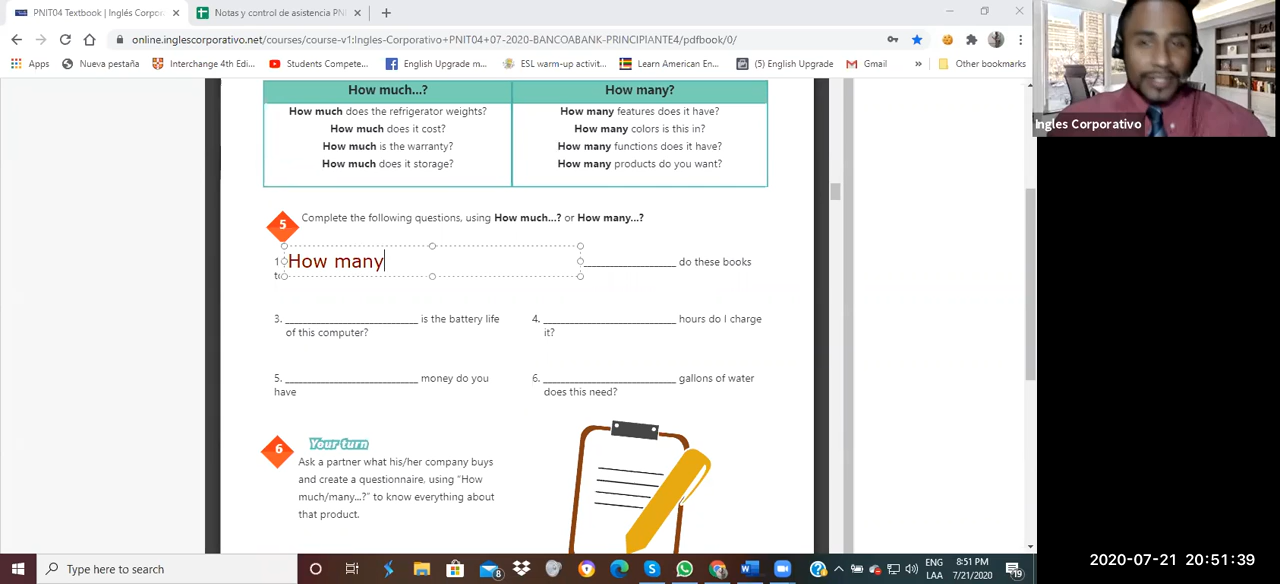 PNIT04 Textbook | Inglés Corpora
Notas y control de asistencia PNI
online.inglescorporativo.net/courses/course-v1:Ingles-Corporativo+PNIT04+07-2020-BANCOABANK-PRINCIPIANTE4/pdfbook/0/
Apps
Nueva pestaña
Interchange 4th Edi...
Students Compete...
English Upgrade m...
ESL warm-up activit...
Learn American En...
(5) English Upgrade
Gmail
»
Other bookmarks
Ingles Corporativo
How much...?
How many?
How much does the refrigerator weights?
How many features does it have?
How much does it cost?
How many colors is this in?
How much is the warranty?
How many functions does it have?
How much does it storage?
How many products do you want?
5
Complete the following questions, using How much...? or How many...?
How many
____________________ do these books
3. ____________________ is the battery life
of this computer?
4. ____________________ hours do I charge
it?
5. ____________________ money do you
have
6. ____________________ gallons of water
does this need?
6
Your turn
Ask a partner what his/her company buys
and create a questionnaire, using "How
much/many...?" to know everything about
that product.
Type here to search
8
ENG
LAA
8:51 PM
7/21/2020
19
2020-07-21 20:51:39